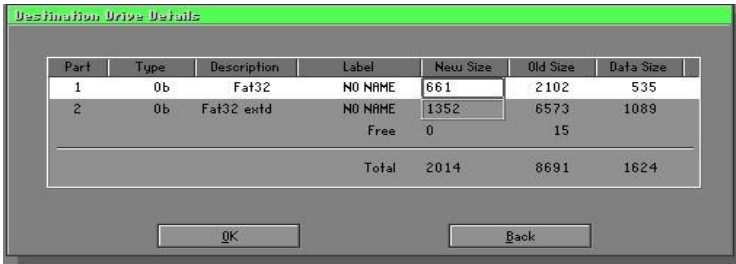 Destination Drive Details
Part Type Description Label New Size Old Size Data Size
1 0b Fat32 NO NAME 661 2102 535
2 0b Fat32 extd NO NAME 1352 6573 1089
Free 0 15
Total 2014 8691 1624
OK Back